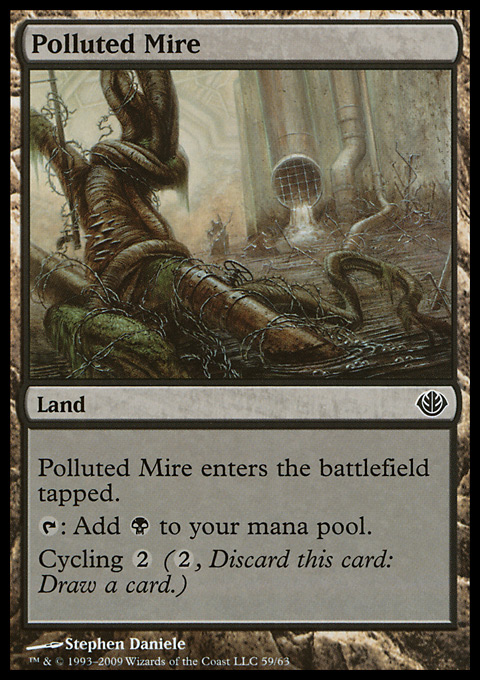 Polluted Mire
Land
Polluted Mire enters the battlefield
tapped.
: Add to your mana pool.
Cycling 2 (2, Discard this card:
Draw a card.)
Stephen Daniele
™ & © 1993–2009 Wizards of the Coast LLC 59/63